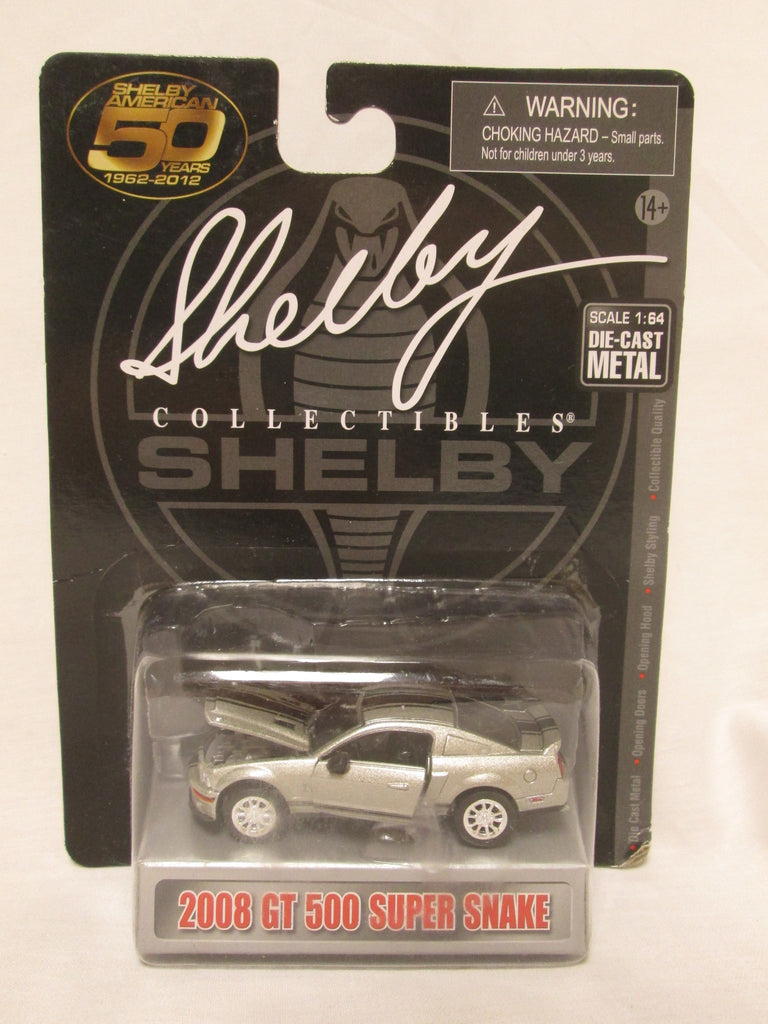 SHELBY
AMERICAN
50
YEARS
1962-2012
⚠ WARNING:
CHOKING HAZARD – Small parts.
Not for children under 3 years.
14+
Shelby
COLLECTIBLES®
SHELBY
SCALE 1:64
DIE-CAST
METAL
• Die Cast Metal • Opening Doors • Opening Hood • Shelby Styling • Collectible Quality
2008 GT 500 SUPER SNAKE